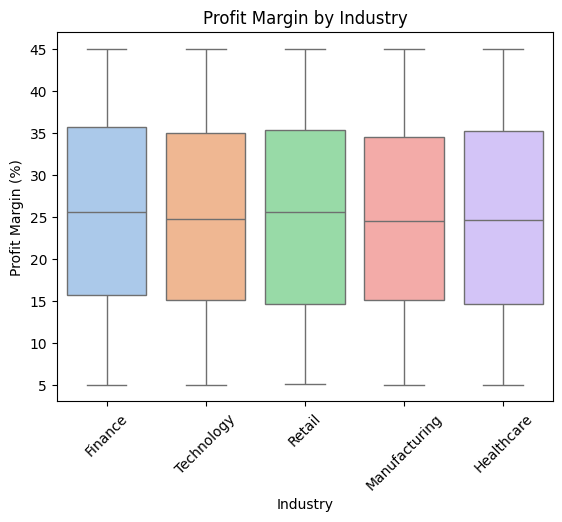 Profit Margin by Industry
Profit Margin (%)
45
40
35
30
25
20
15
10
5
Finance
Technology
Retail
Manufacturing
Healthcare
Industry